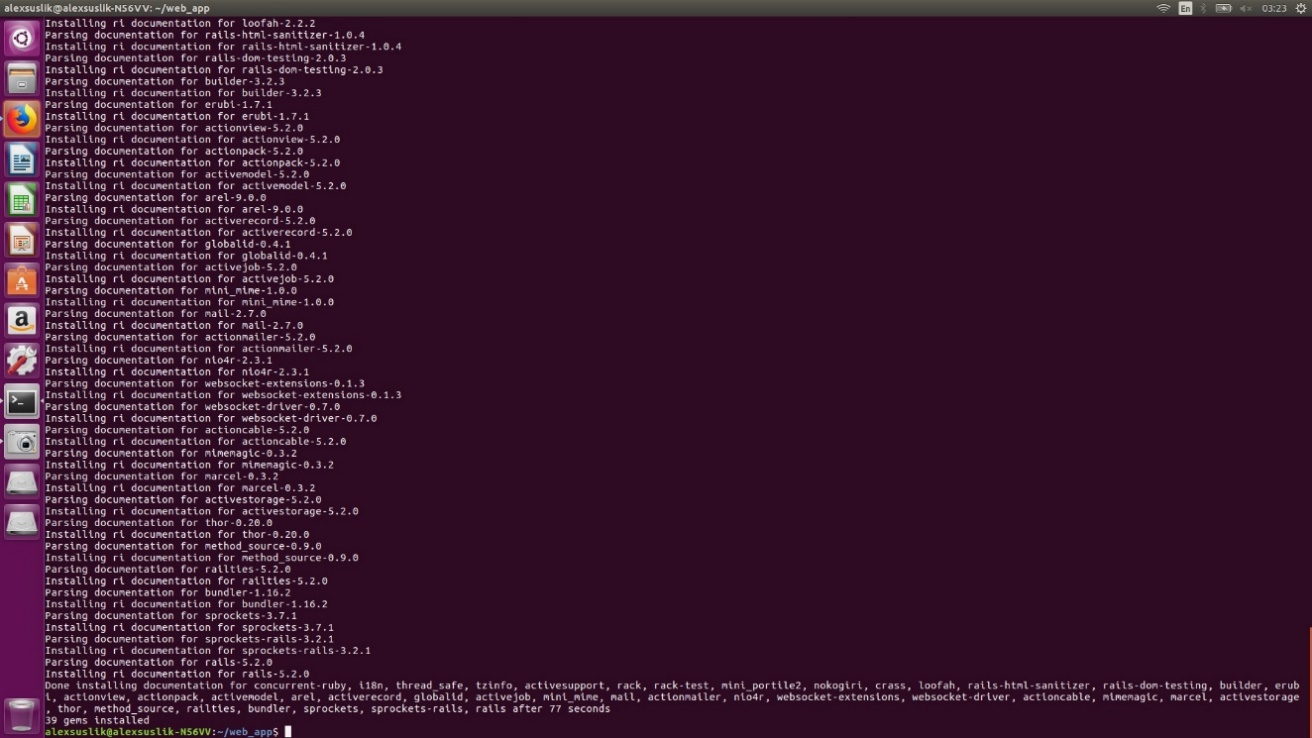 alexsuslik@alexsuslik-N56VV: ~/web_app
En
03:23
Installing ri documentation for loofah-2.2.2
Parsing documentation for rails-html-sanitizer-1.0.4
Installing ri documentation for rails-html-sanitizer-1.0.4
Parsing documentation for rails-dom-testing-2.0.3
Installing ri documentation for rails-dom-testing-2.0.3
Parsing documentation for builder-3.2.3
Installing ri documentation for builder-3.2.3
Parsing documentation for erubi-1.7.1
Installing ri documentation for erubi-1.7.1
Parsing documentation for actionview-5.2.0
Installing ri documentation for actionview-5.2.0
Parsing documentation for actionpack-5.2.0
Installing ri documentation for actionpack-5.2.0
Parsing documentation for activemodel-5.2.0
Installing ri documentation for activemodel-5.2.0
Parsing documentation for arel-9.0.0
Installing ri documentation for arel-9.0.0
Parsing documentation for activerecord-5.2.0
Installing ri documentation for activerecord-5.2.0
Parsing documentation for globalid-0.4.1
Installing ri documentation for globalid-0.4.1
Parsing documentation for activejob-5.2.0
Installing ri documentation for activejob-5.2.0
Parsing documentation for mini_mime-1.0.0
Installing ri documentation for mini_mime-1.0.0
Parsing documentation for mail-2.7.0
Installing ri documentation for mail-2.7.0
Parsing documentation for actionmailer-5.2.0
Installing ri documentation for actionmailer-5.2.0
Parsing documentation for nio4r-2.3.1
Installing ri documentation for nio4r-2.3.1
Parsing documentation for websocket-extensions-0.1.3
Installing ri documentation for websocket-extensions-0.1.3
Parsing documentation for websocket-driver-0.7.0
Installing ri documentation for websocket-driver-0.7.0
Parsing documentation for actioncable-5.2.0
Installing ri documentation for actioncable-5.2.0
Parsing documentation for mimemagic-0.3.2
Installing ri documentation for mimemagic-0.3.2
Parsing documentation for marcel-0.3.2
Installing ri documentation for marcel-0.3.2
Parsing documentation for activestorage-5.2.0
Installing ri documentation for activestorage-5.2.0
Parsing documentation for thor-0.20.0
Installing ri documentation for thor-0.20.0
Parsing documentation for method_source-0.9.0
Installing ri documentation for method_source-0.9.0
Parsing documentation for railties-5.2.0
Installing ri documentation for railties-5.2.0
Parsing documentation for bundler-1.16.2
Installing ri documentation for bundler-1.16.2
Parsing documentation for sprockets-3.7.1
Installing ri documentation for sprockets-3.7.1
Parsing documentation for sprockets-rails-3.2.1
Installing ri documentation for sprockets-rails-3.2.1
Parsing documentation for rails-5.2.0
Installing ri documentation for rails-5.2.0
Done installing documentation for concurrent-ruby, i18n, thread_safe, tzinfo, activesupport, rack, rack-test, mini_portile2, nokogiri, crass, loofah, rails-html-sanitizer, rails-dom-testing, builder, erub
i, actionview, actionpack, activemodel, arel, activerecord, globalid, activejob, mini_mime, mail, actionmailer, nio4r, websocket-extensions, websocket-driver, actioncable, mimemagic, marcel, activestorage
, thor, method_source, railties, bundler, sprockets, sprockets-rails, rails after 77 seconds
39 gems installed
alexsuslik@alexsuslik-N56VV:~/web_app$